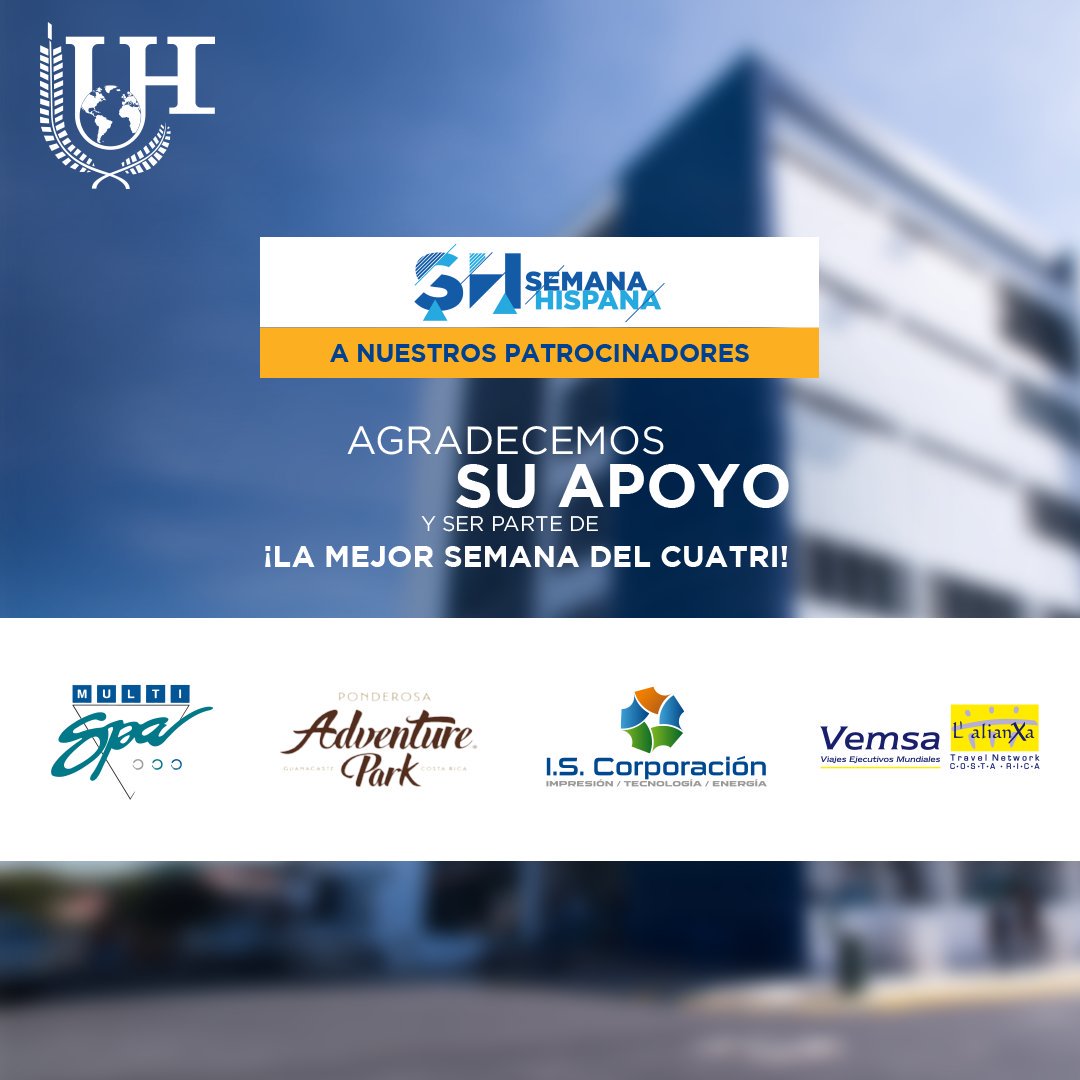 UH
SH SEMANA
HISPANA
A NUESTROS PATROCINADORES
AGRADECEMOS
SU APOYO
Y SER PARTE DE
¡LA MEJOR SEMANA DEL CUATRI!
MULTI
Spa
PONDEROSA
Adventure
GUANACASTE Park COSTA RICA
I.S. Corporación
IMPRESIÓN / TECNOLOGÍA / ENERGÍA
Vemsa
Viajes Ejecutivos Mundiales
L'alianXa
Travel Network
C·O·S·T·A·RICA